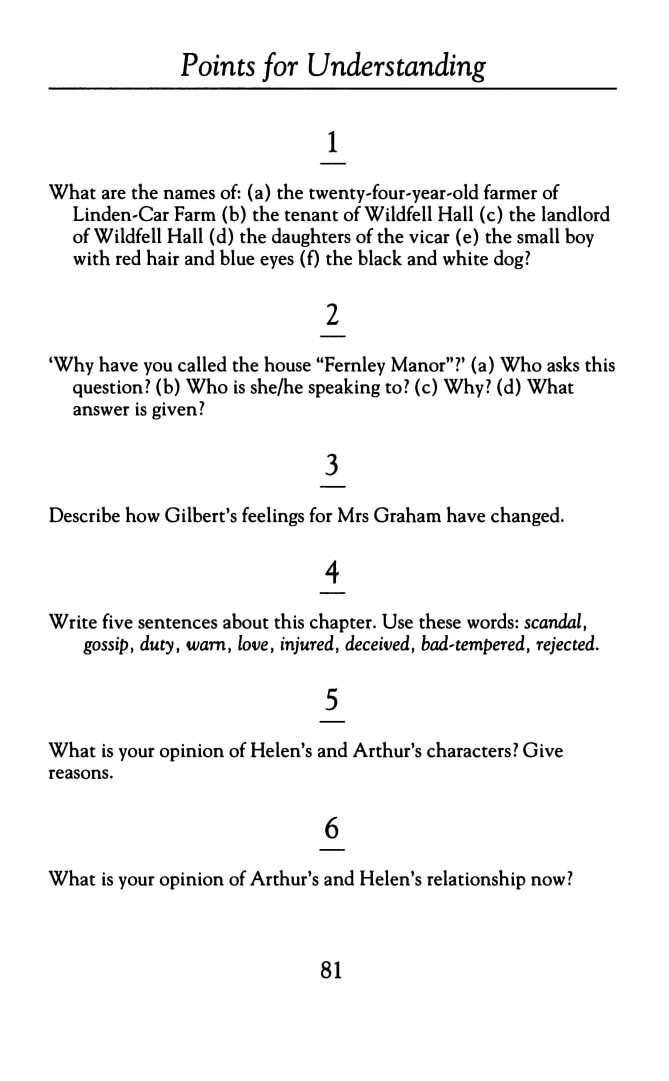 Points for Understanding
1
What are the names of: (a) the twenty-four-year-old farmer of
Linden-Car Farm (b) the tenant of Wildfell Hall (c) the landlord
of Wildfell Hall (d) the daughters of the vicar (e) the small boy
with red hair and blue eyes (f) the black and white dog?
2
‘Why have you called the house “Fernley Manor”?’ (a) Who asks this
question? (b) Who is she/he speaking to? (c) Why? (d) What
answer is given?
3
Describe how Gilbert’s feelings for Mrs Graham have changed.
4
Write five sentences about this chapter. Use these words: scandal,
gossip, duty, warn, love, injured, deceived, bad-tempered, rejected.
5
What is your opinion of Helen’s and Arthur’s characters? Give
reasons.
6
What is your opinion of Arthur’s and Helen’s relationship now?
81